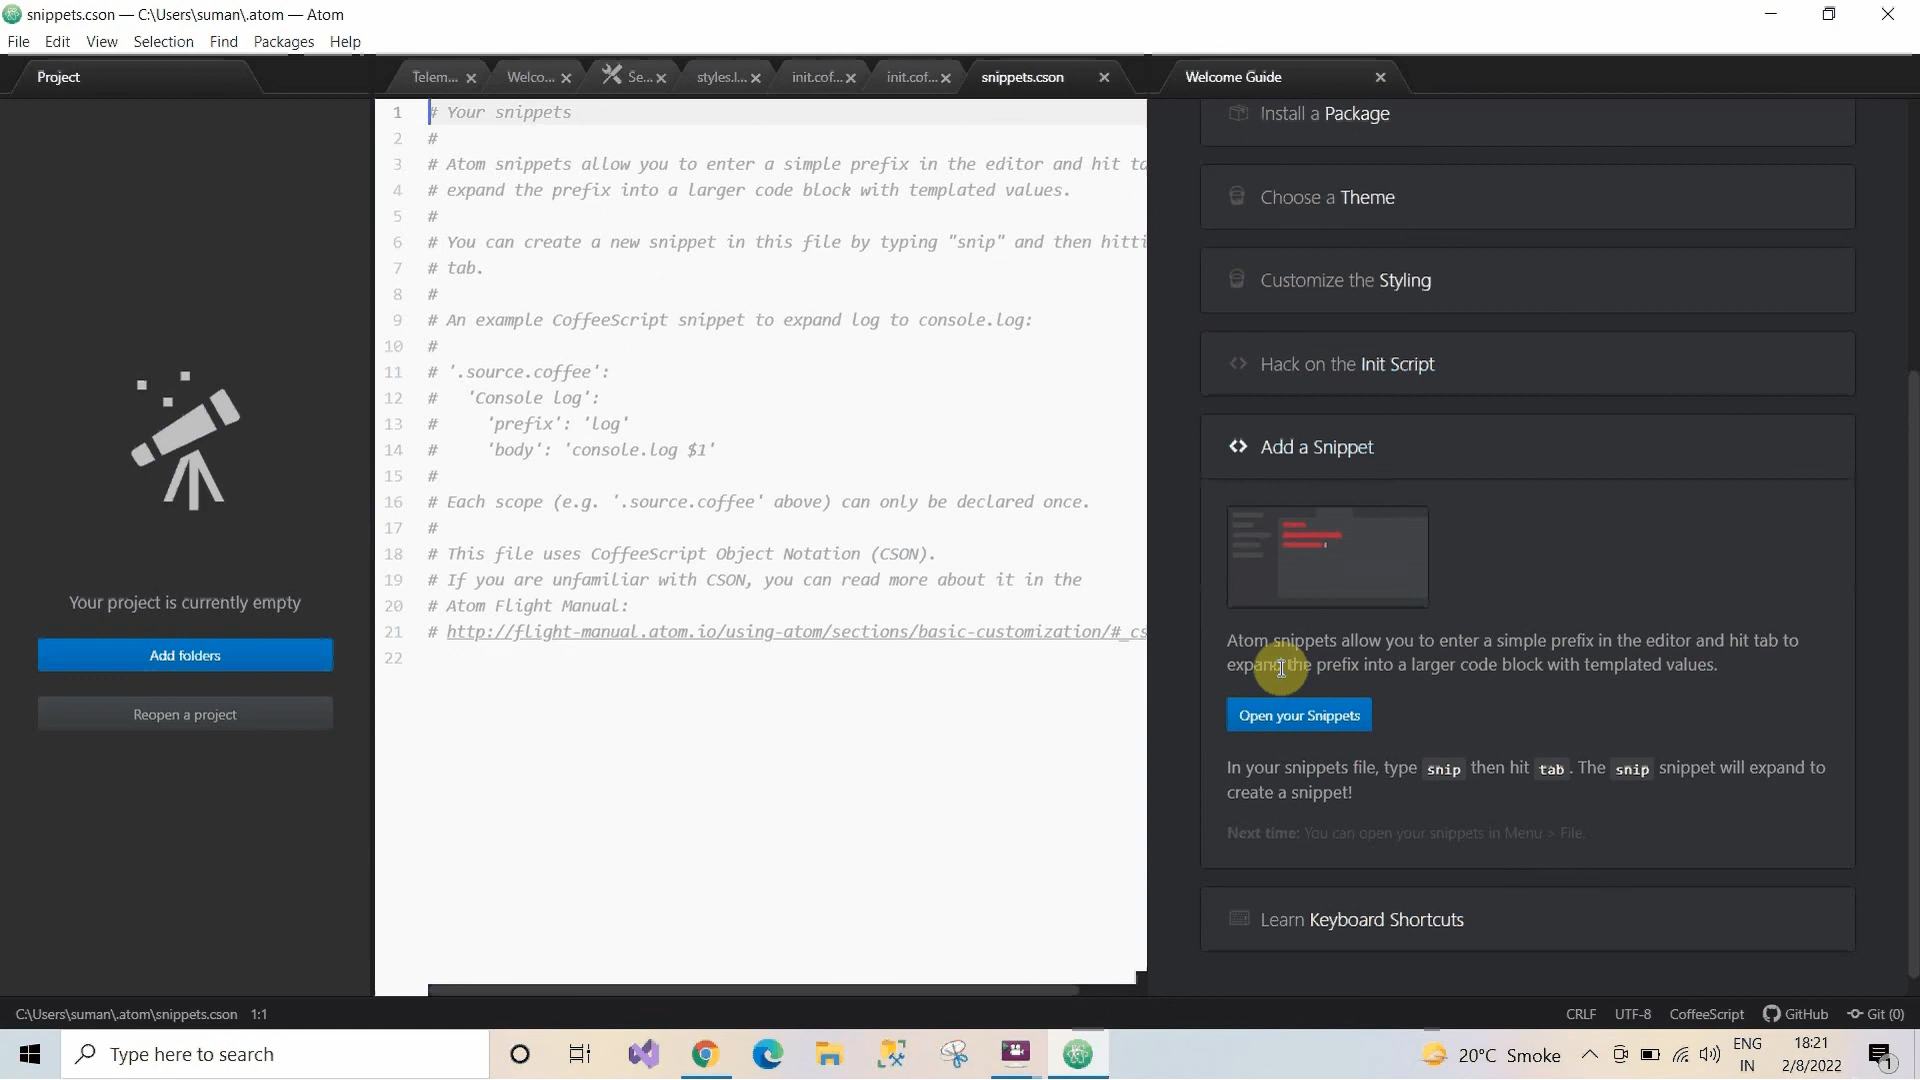 snippets.cson — C:\Users\suman\.atom — Atom
File Edit View Selection Find Packages Help
Project
Telem... Welco... Se... styles.l... init.cof... init.cof... snippets.cson Welcome Guide
1 # Your snippets
2 #
3 # Atom snippets allow you to enter a simple prefix in the editor and hit ta
4 # expand the prefix into a larger code block with templated values.
5 #
6 # You can create a new snippet in this file by typing "snip" and then hitti
7 # tab.
8 #
9 # An example CoffeeScript snippet to expand log to console.log:
10 #
11 # '.source.coffee':
12 #   'Console log':
13 #     'prefix': 'log'
14 #     'body': 'console.log $1'
15 #
16 # Each scope (e.g. '.source.coffee' above) can only be declared once.
17 #
18 # This file uses CoffeeScript Object Notation (CSON).
19 # If you are unfamiliar with CSON, you can read more about it in the
20 # Atom Flight Manual:
21 # http://flight-manual.atom.io/using-atom/sections/basic-customization/#_cs
22
Your project is currently empty
Add folders
Reopen a project
Install a Package
Choose a Theme
Customize the Styling
Hack on the Init Script
Add a Snippet
Atom snippets allow you to enter a simple prefix in the editor and hit tab to
expand the prefix into a larger code block with templated values.
Open your Snippets
In your snippets file, type snip then hit tab. The snip snippet will expand to
create a snippet!
Next time: You can open your snippets in Menu > File.
Learn Keyboard Shortcuts
C:\Users\suman\.atom\snippets.cson 1:1
CRLF UTF-8 CoffeeScript GitHub Git (0)
Type here to search
20°C Smoke
ENG
IN
18:21
2/8/2022
1